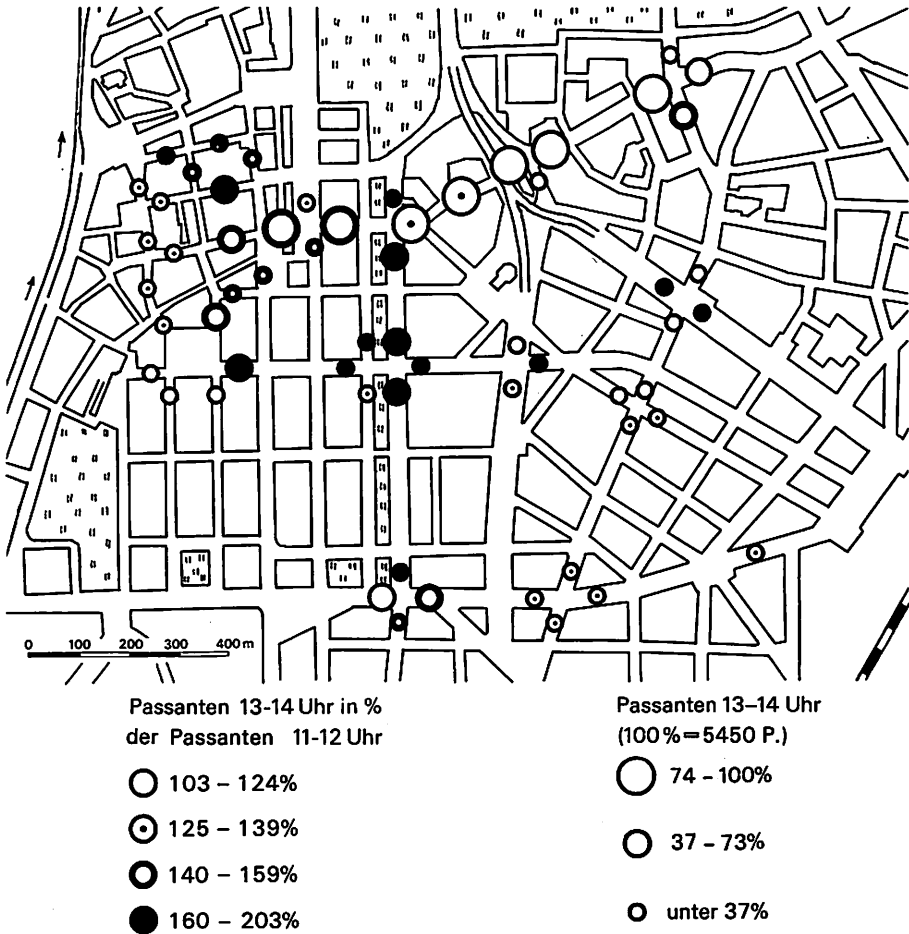 0 100 200 300 400 m
Passanten 13-14 Uhr in %
der Passanten 11-12 Uhr
103 – 124%
125 – 139%
140 – 159%
160 – 203%
Passanten 13–14 Uhr
(100%=5450 P.)
74 – 100%
37 – 73%
unter 37%